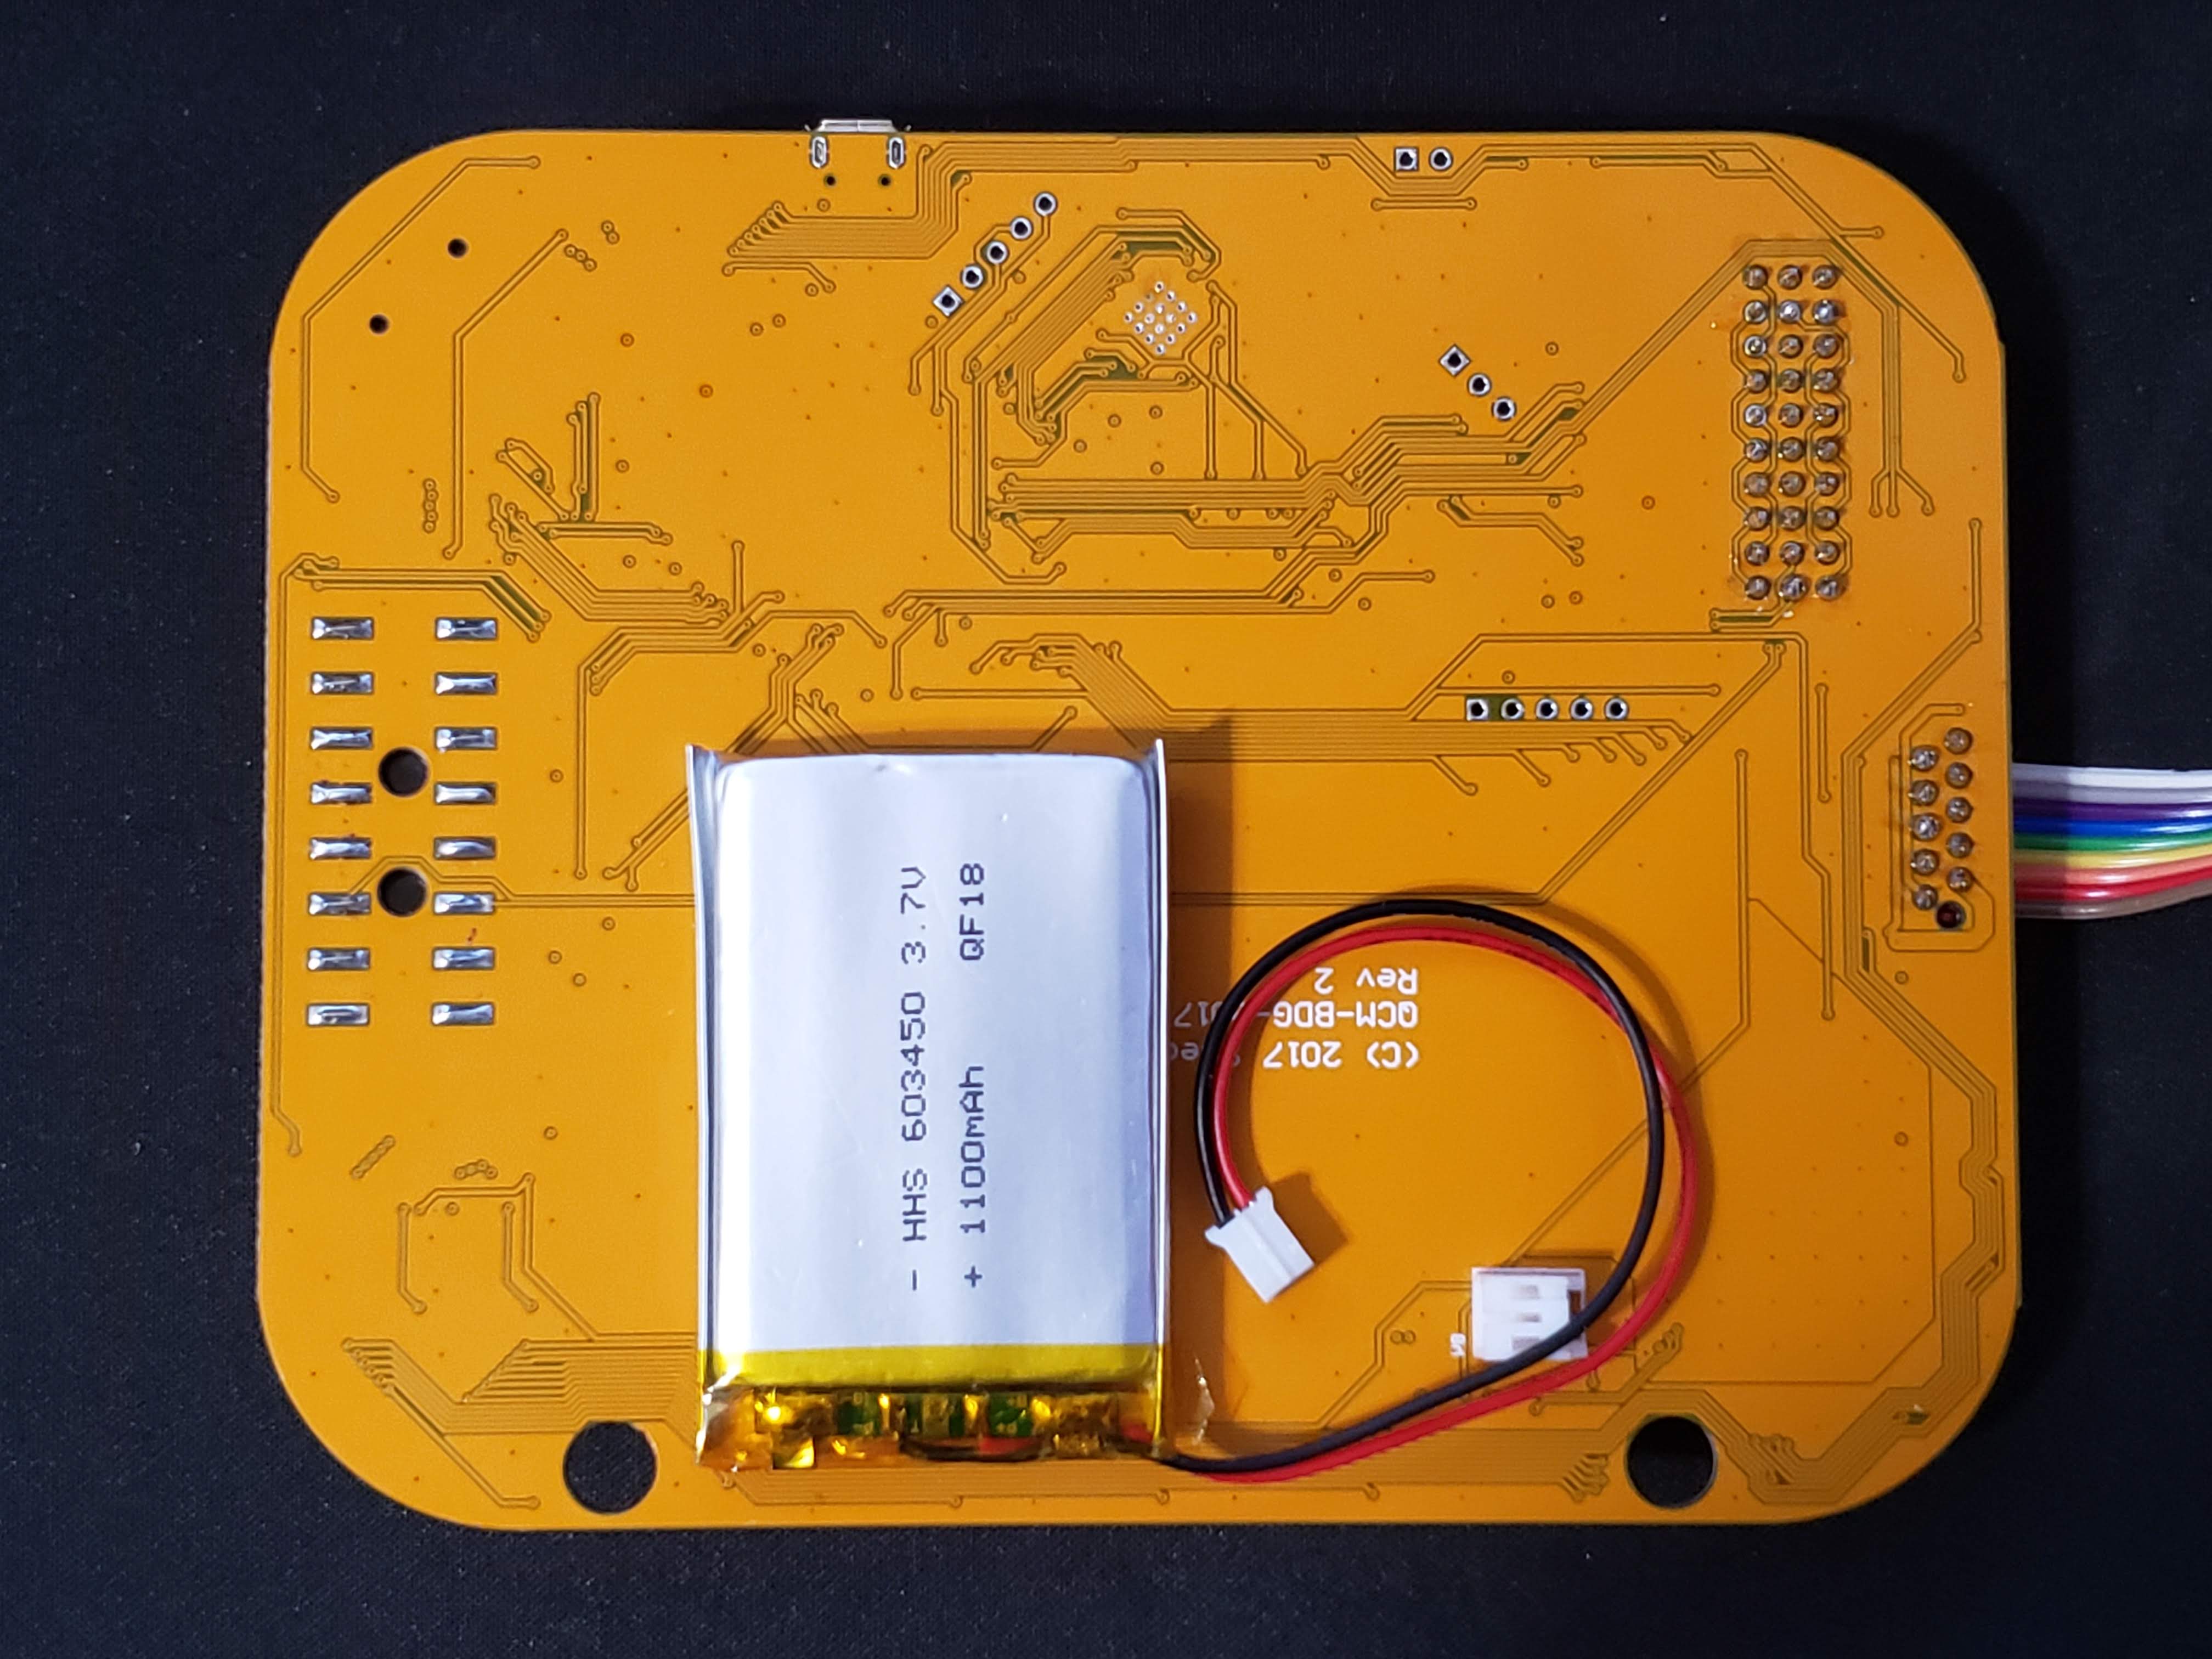 - HHS 603450 3.7V
+ 1100mAh QF18
(C) 2017
QCM-BDG-
Rev 2